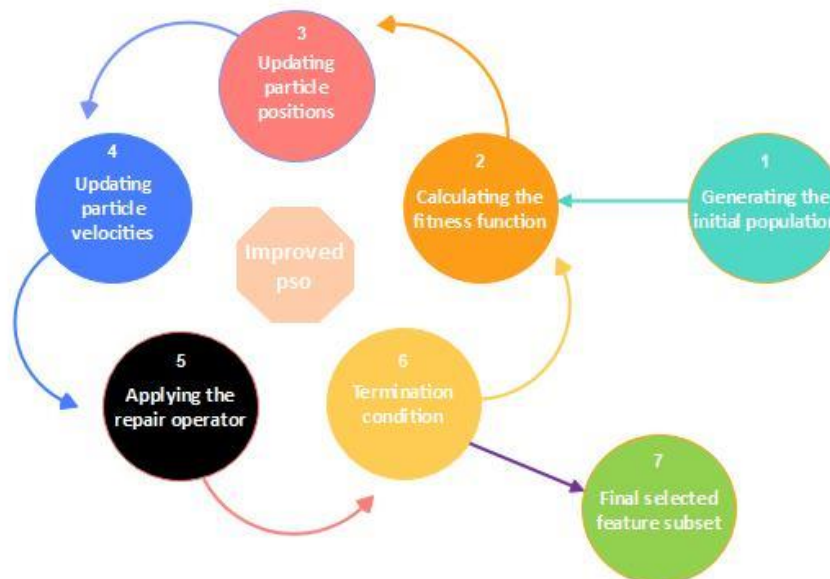 3
Updating
particle
positions
4
Updating
particle
velocities
2
Calculating the
fitness function
1
Generating the
initial population
Improved
pso
5
Applying the
repair operator
6
Termination
condition
7
Final selected
feature subset